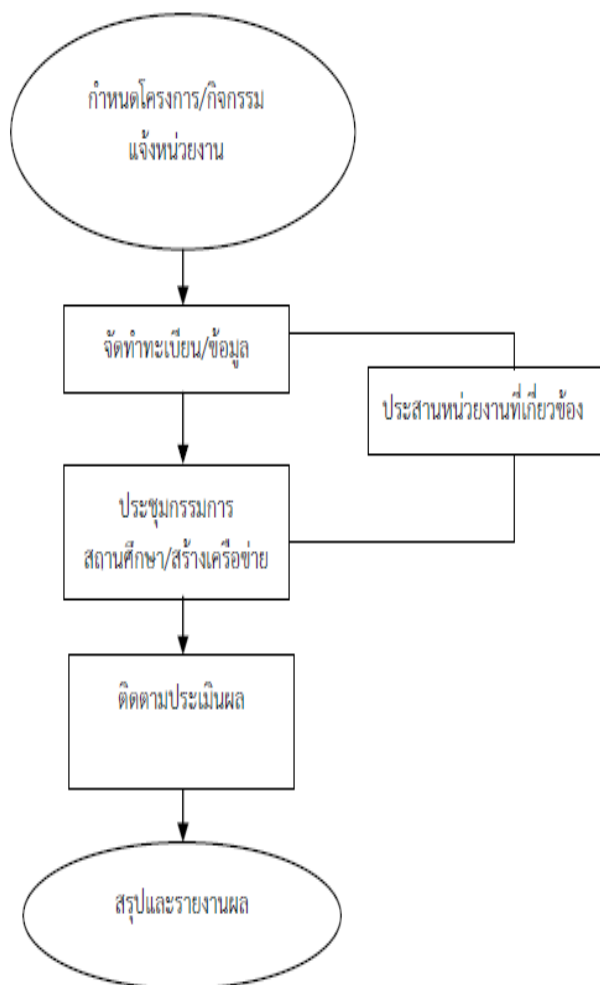 กำหนดโครงการ/กิจกรรม
แจ้งหน่วยงาน
จัดทำทะเบียน/ข้อมูล
ประสานหน่วยงานที่เกี่ยวข้อง
ประชุมกรรมการ
สถานศึกษา/สร้างเครือข่าย
ติดตามประเมินผล
สรุปและรายงานผล